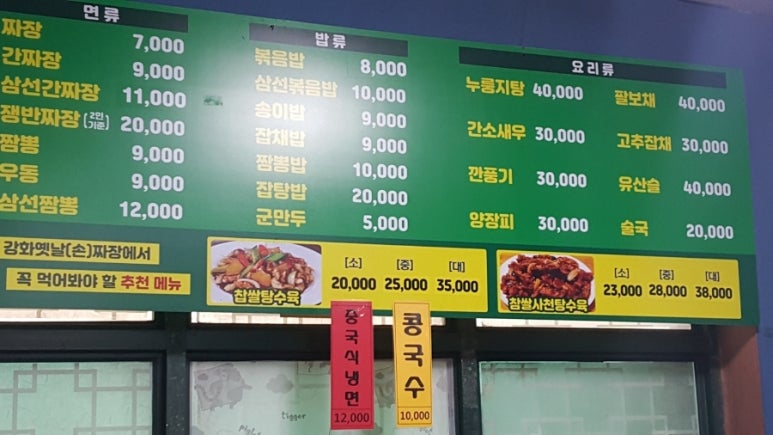 면 류
짜장 7,000
간짜장 9,000
삼선간짜장 11,000
쟁반짜장 [2인 기준] 20,000
짬뽕 9,000
우동 9,000
삼선짬뽕 12,000
밥 류
볶음밥 8,000
삼선볶음밥 10,000
송이밥 9,000
잡채밥 9,000
짬뽕밥 10,000
잡탕밥 20,000
군만두 5,000
요 리 류
누룽지탕 40,000
간소새우 30,000
깐풍기 30,000
양장피 30,000
팔보채 40,000
고추잡채 30,000
유산슬 40,000
술국 20,000
강화옛날(손)짜장에서
꼭 먹어봐야 할 추천 메뉴
찹쌀탕수육
[소] [중] [대]
20,000 25,000 35,000
찹쌀사천탕수육
[소] [중] [대]
23,000 28,000 38,000
중국식냉면
12,000
콩국수
10,000
tigger